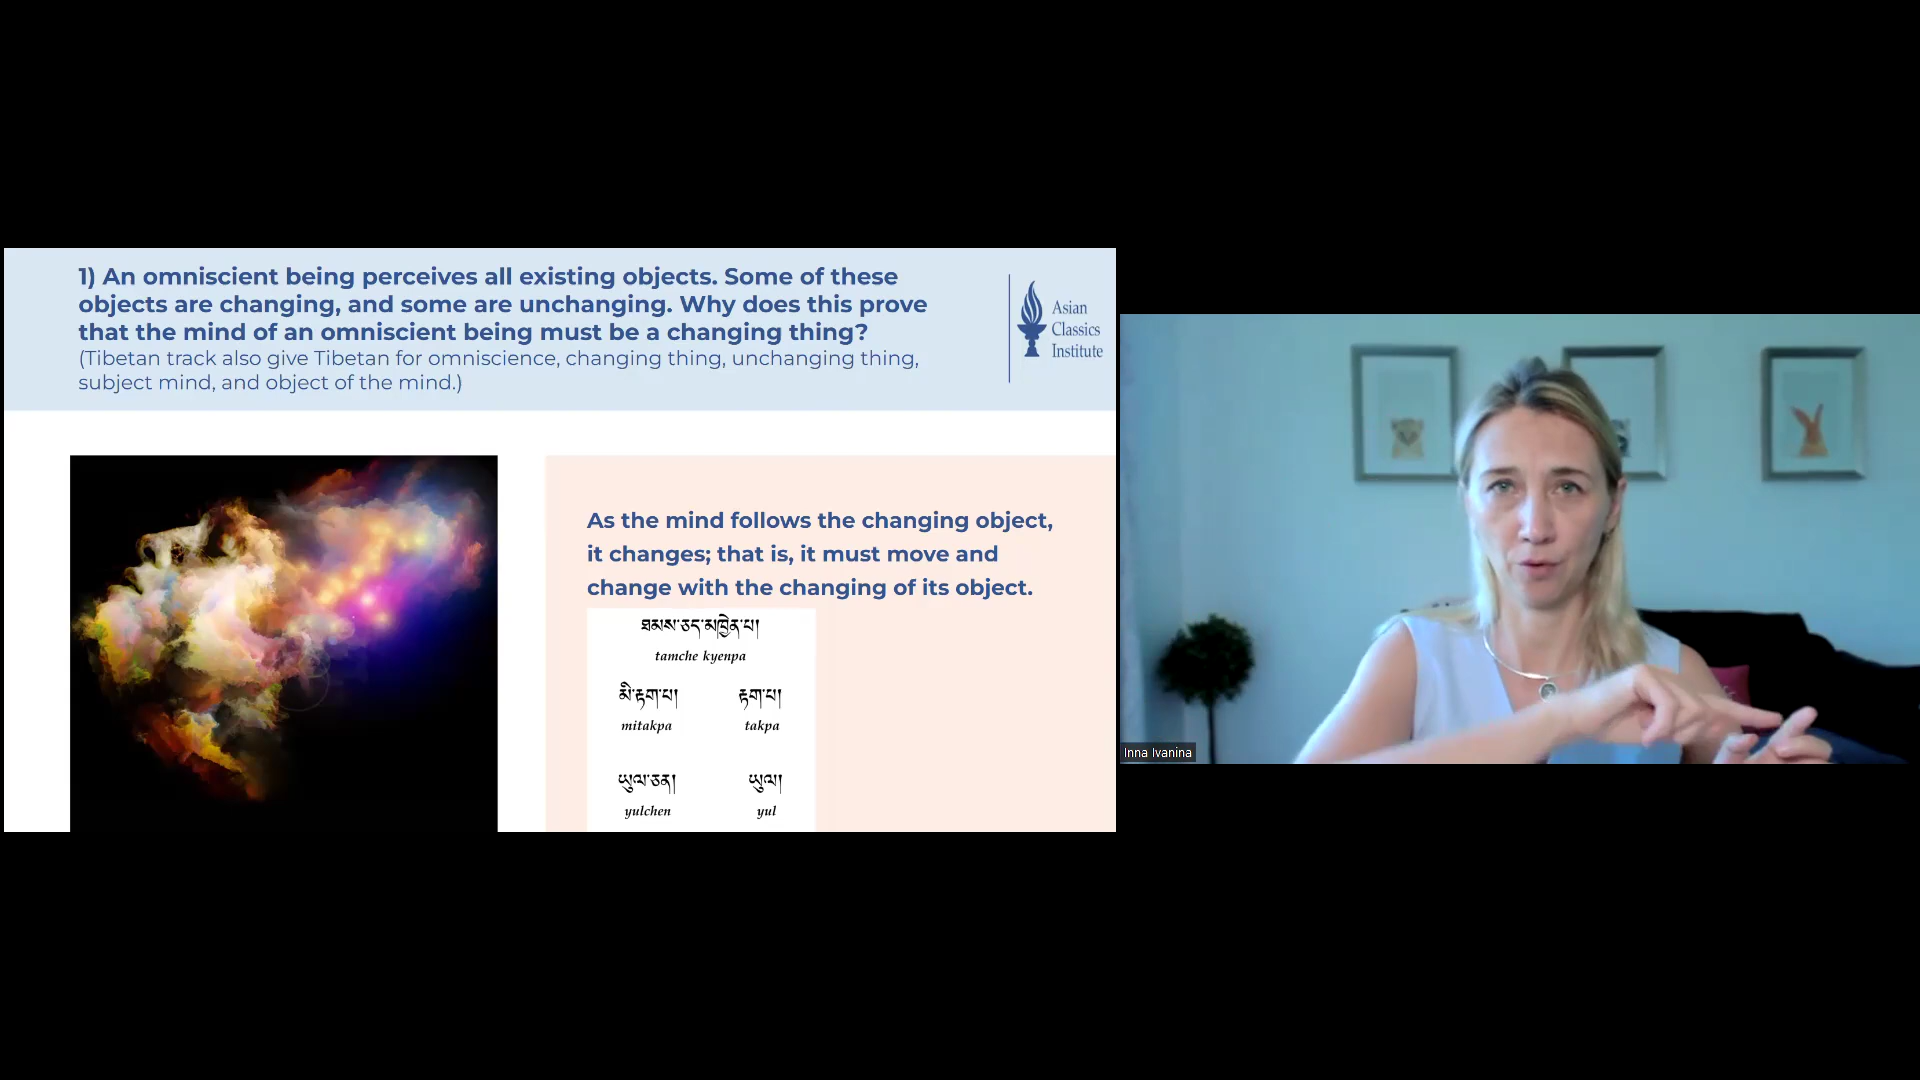 1) An omniscient being perceives all existing objects. Some of these
objects are changing, and some are unchanging. Why does this prove
that the mind of an omniscient being must be a changing thing?
(Tibetan track also give Tibetan for omniscience, changing thing, unchanging thing,
subject mind, and object of the mind.)
Asian
Classics
Institute
As the mind follows the changing object,
it changes; that is, it must move and
change with the changing of its object.
ཐམས་ཅད་མཁྱེན་པ།
tamche kyenpa
མི་རྟག་པ། རྟག་པ།
mitakpa takpa
ཡུལ་ཅན། ཡུལ།
yulchen yul
Inna Ivanina